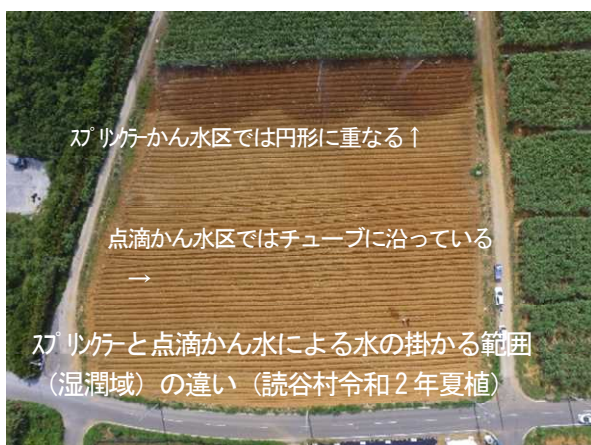 ｽﾌﾟﾘﾝｸﾗｰかん水区では円形に重なる↑
点滴かん水区ではチューブに沿っている
→
ｽﾌﾟﾘﾝｸﾗｰと点滴かん水による水の掛かる範囲
（湿潤域）の違い（読谷村令和２年夏植）